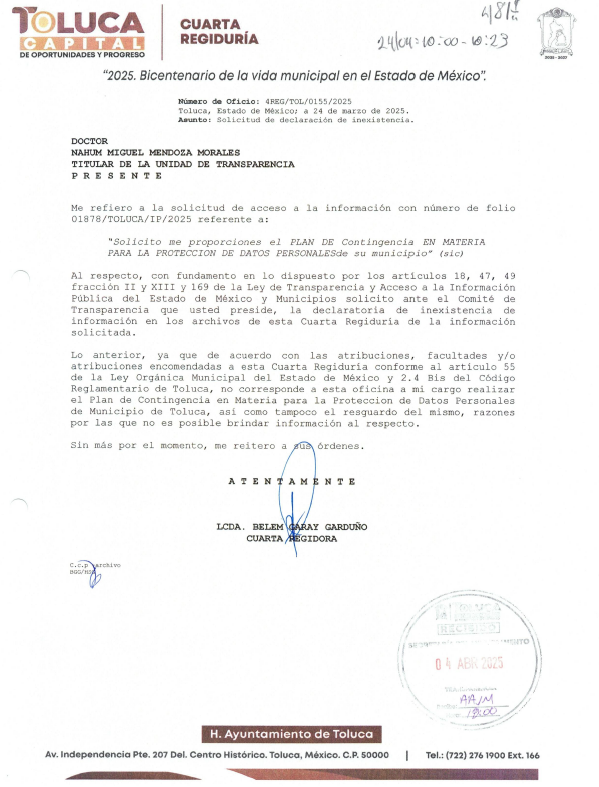 TOLUCA
CAPITAL
DE OPORTUNIDADES Y PROGRESO
CUARTA
REGIDURÍA
24/04=10:00-10:23
2025 - 2027
"2025. Bicentenario de la vida municipal en el Estado de México".
Número de Oficio: 4REG/TOL/0155/2025
Toluca, Estado de México; a 24 de marzo de 2025.
Asunto: Solicitud de declaración de inexistencia.
DOCTOR
NAHUM MIGUEL MENDOZA MORALES
TITULAR DE LA UNIDAD DE TRANSPARENCIA
P R E S E N T E
Me refiero a la solicitud de acceso a la información con número de folio
01878/TOLUCA/IP/2025 referente a:
"Solicito me proporciones el PLAN DE Contingencia EN MATERIA
PARA LA PROTECCION DE DATOS PERSONALESde su municipio" (sic)
Al respecto, con fundamento en lo dispuesto por los artículos 18, 47, 49
fracción II y XIII y 169 de la Ley de Transparencia y Acceso a la Información
Pública del Estado de México y Municipios solicito ante el Comité de
Transparencia que usted preside, la declaratoria de inexistencia de
información en los archivos de esta Cuarta Regiduria de la información
solicitada.
Lo anterior, ya que de acuerdo con las atribuciones, facultades y/o
atribuciones encomendadas a esta Cuarta Regiduría conforme al artículo 55
de la Ley Orgánica Municipal del Estado de México y 2.4 Bis del Código
Reglamentario de Toluca, no corresponde a esta oficina a mi cargo realizar
el Plan de Contingencia en Materia para la Proteccion de Datos Personales
de Municipio de Toluca, así como tampoco el resguardo del mismo, razones
por las que no es posible brindar información al respecto.
Sin más por el momento, me reitero a sus órdenes.
A T E N T A M E N T E
LCDA. BELEM GARAY GARDUÑO
CUARTA REGIDORA
C.c.p archivo
TOLUCA
RECIBIDO
04 ABR 2025
H. Ayuntamiento de Toluca
Av. Independencia Pte. 207 Del. Centro Histórico. Toluca, México. C.P. 50000 | Tel.: (722) 276 1900 Ext. 166